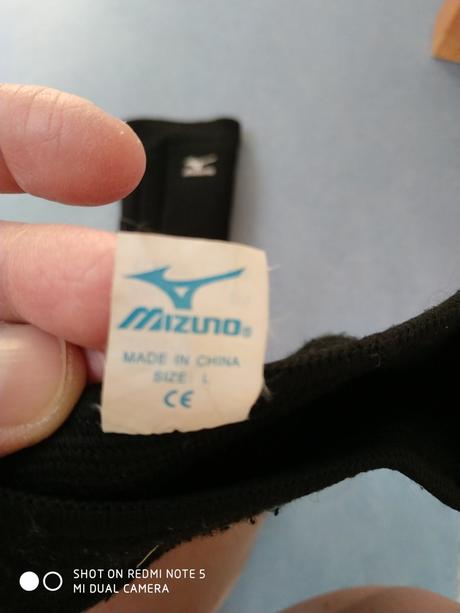 MIZUNO®
MADE IN CHINA
SIZE: L
CE
SHOT ON REDMI NOTE 5
MI DUAL CAMERA